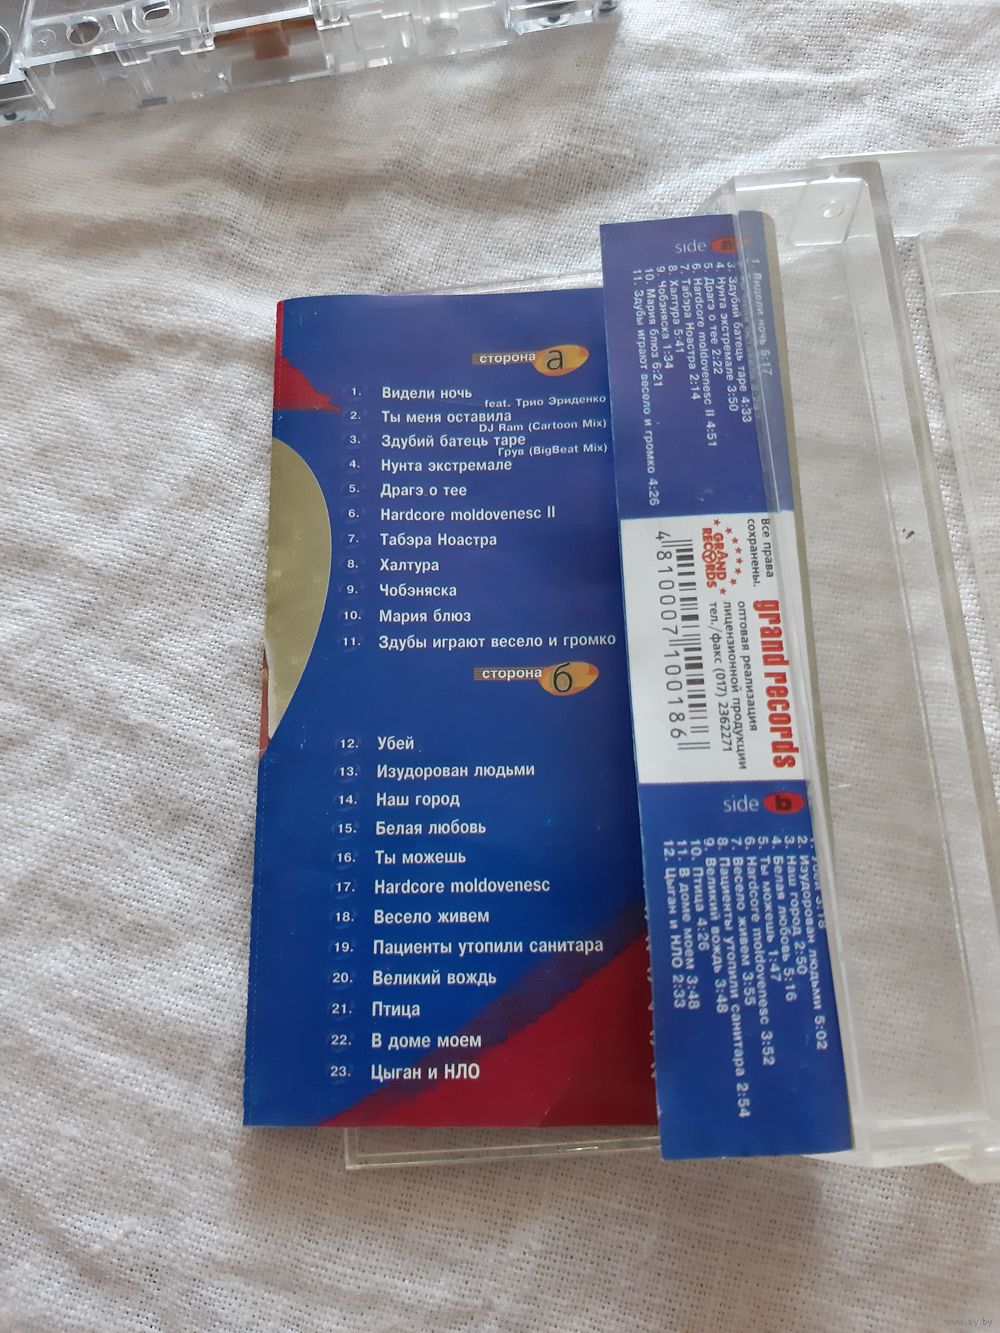 сторона а
1. Видели ночь
feat. Трио Эриденко
2. Ты меня оставила
DJ Ram (Cartoon Mix)
3. Здубий батець таре
Грув (BigBeat Mix)
4. Нунта экстремале
5. Драгэ о тее
6. Hardcore moldovenesc II
7. Табэра Ноастра
8. Халтура
9. Чобэняска
10. Мария блюз
11. Здубы играют весело и громко
сторона б
12. Убей
13. Изудорован людьми
14. Наш город
15. Белая любовь
16. Ты можешь
17. Hardcore moldovenesc
18. Весело живем
19. Пациенты утопили санитара
20. Великий вождь
21. Птица
22. В доме моем
23. Цыган и НЛО
side
1. Видели ночь 5:17
3. Здубий батець таре 4:33
4. Нунта экстремале 3:50
5. Драгэ о тее 2:22
6. Hardcore moldovenesc II 4:51
7. Табэра Ноастра 2:14
8. Халтура 5:41
9. Чобэняска 1:34
10. Мария блюз 6:21
11. Здубы играют весело и громко 4:26
Все права
сохранены.
GRAND
RECORDS
grand records
оптовая реализация
лицензионной продукции
тел./факс (017) 2362271
4 810007 100186
side b
1. Убей 3:18
2. Изудорован людьми 5:02
3. Наш город 2:50
4. Белая любовь 5:16
5. Ты можешь 1:47
6. Hardcore moldovenesc 3:52
7. Весело живем 3:55
8. Пациенты утопили санитара 2:54
9. Великий вождь 3:48
10. Птица 4:26
11. В доме моем 3:48
12. Цыган и НЛО 2:33
www.ay.by